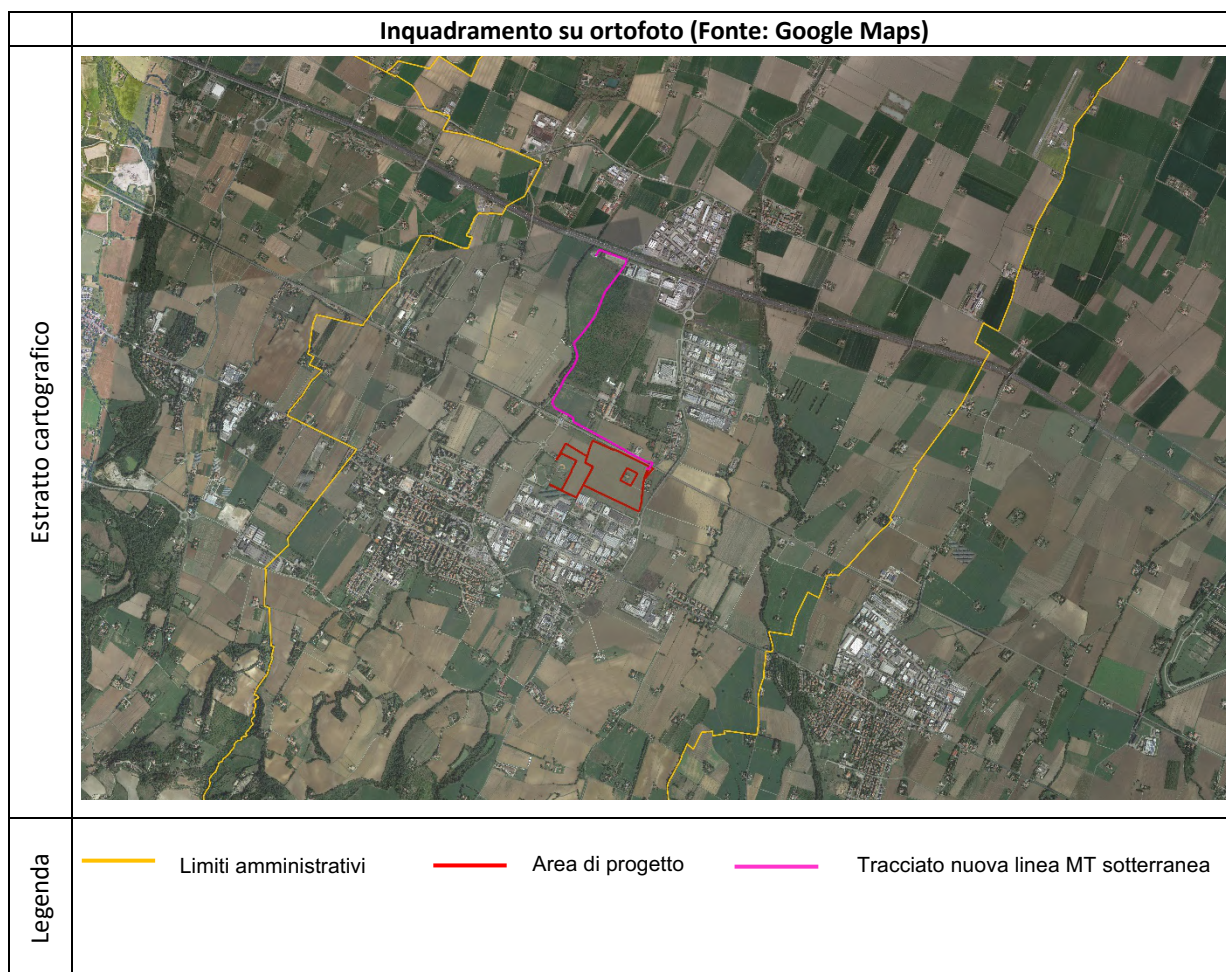 Inquadramento su ortofoto (Fonte: Google Maps)
Estratto cartografico
Legenda
Limiti amministrativi
Area di progetto
Tracciato nuova linea MT sotterranea